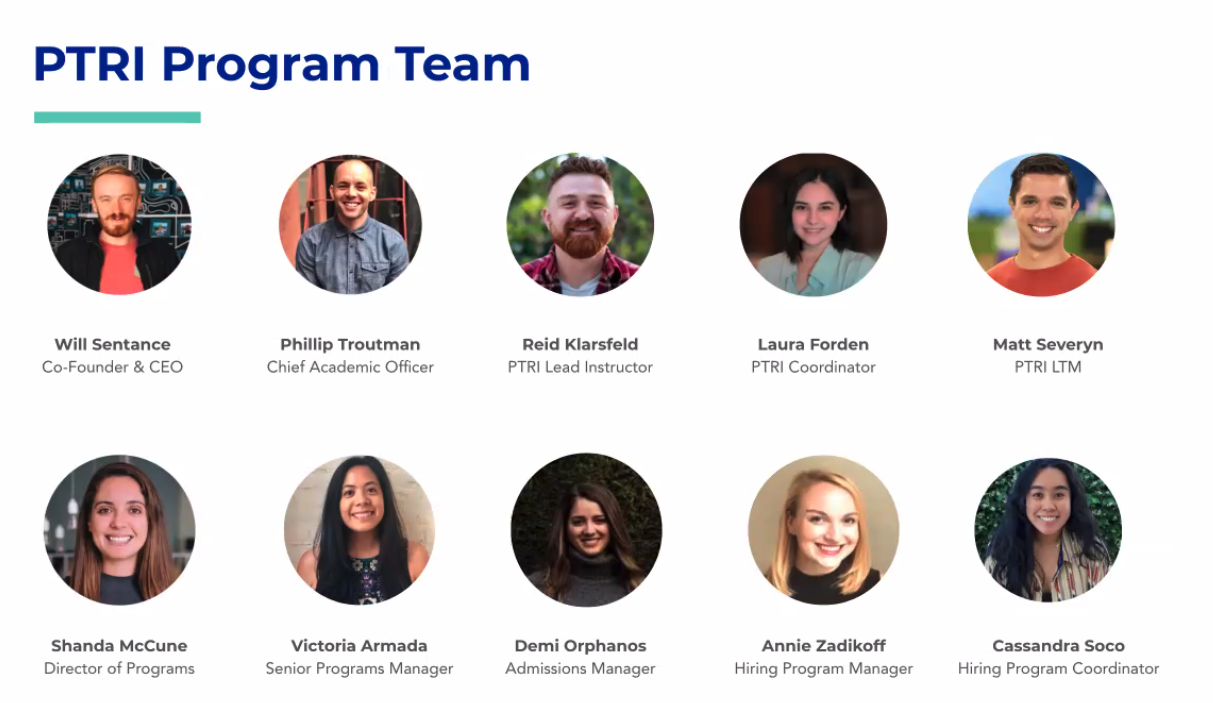 PTRI Program Team
Will Sentance
Co-Founder & CEO
Phillip Troutman
Chief Academic Officer
Reid Klarsfeld
PTRI Lead Instructor
Laura Forden
PTRI Coordinator
Matt Severyn
PTRI LTM
Shanda McCune
Director of Programs
Victoria Armada
Senior Programs Manager
Demi Orphanos
Admissions Manager
Annie Zadikoff
Hiring Program Manager
Cassandra Soco
Hiring Program Coordinator